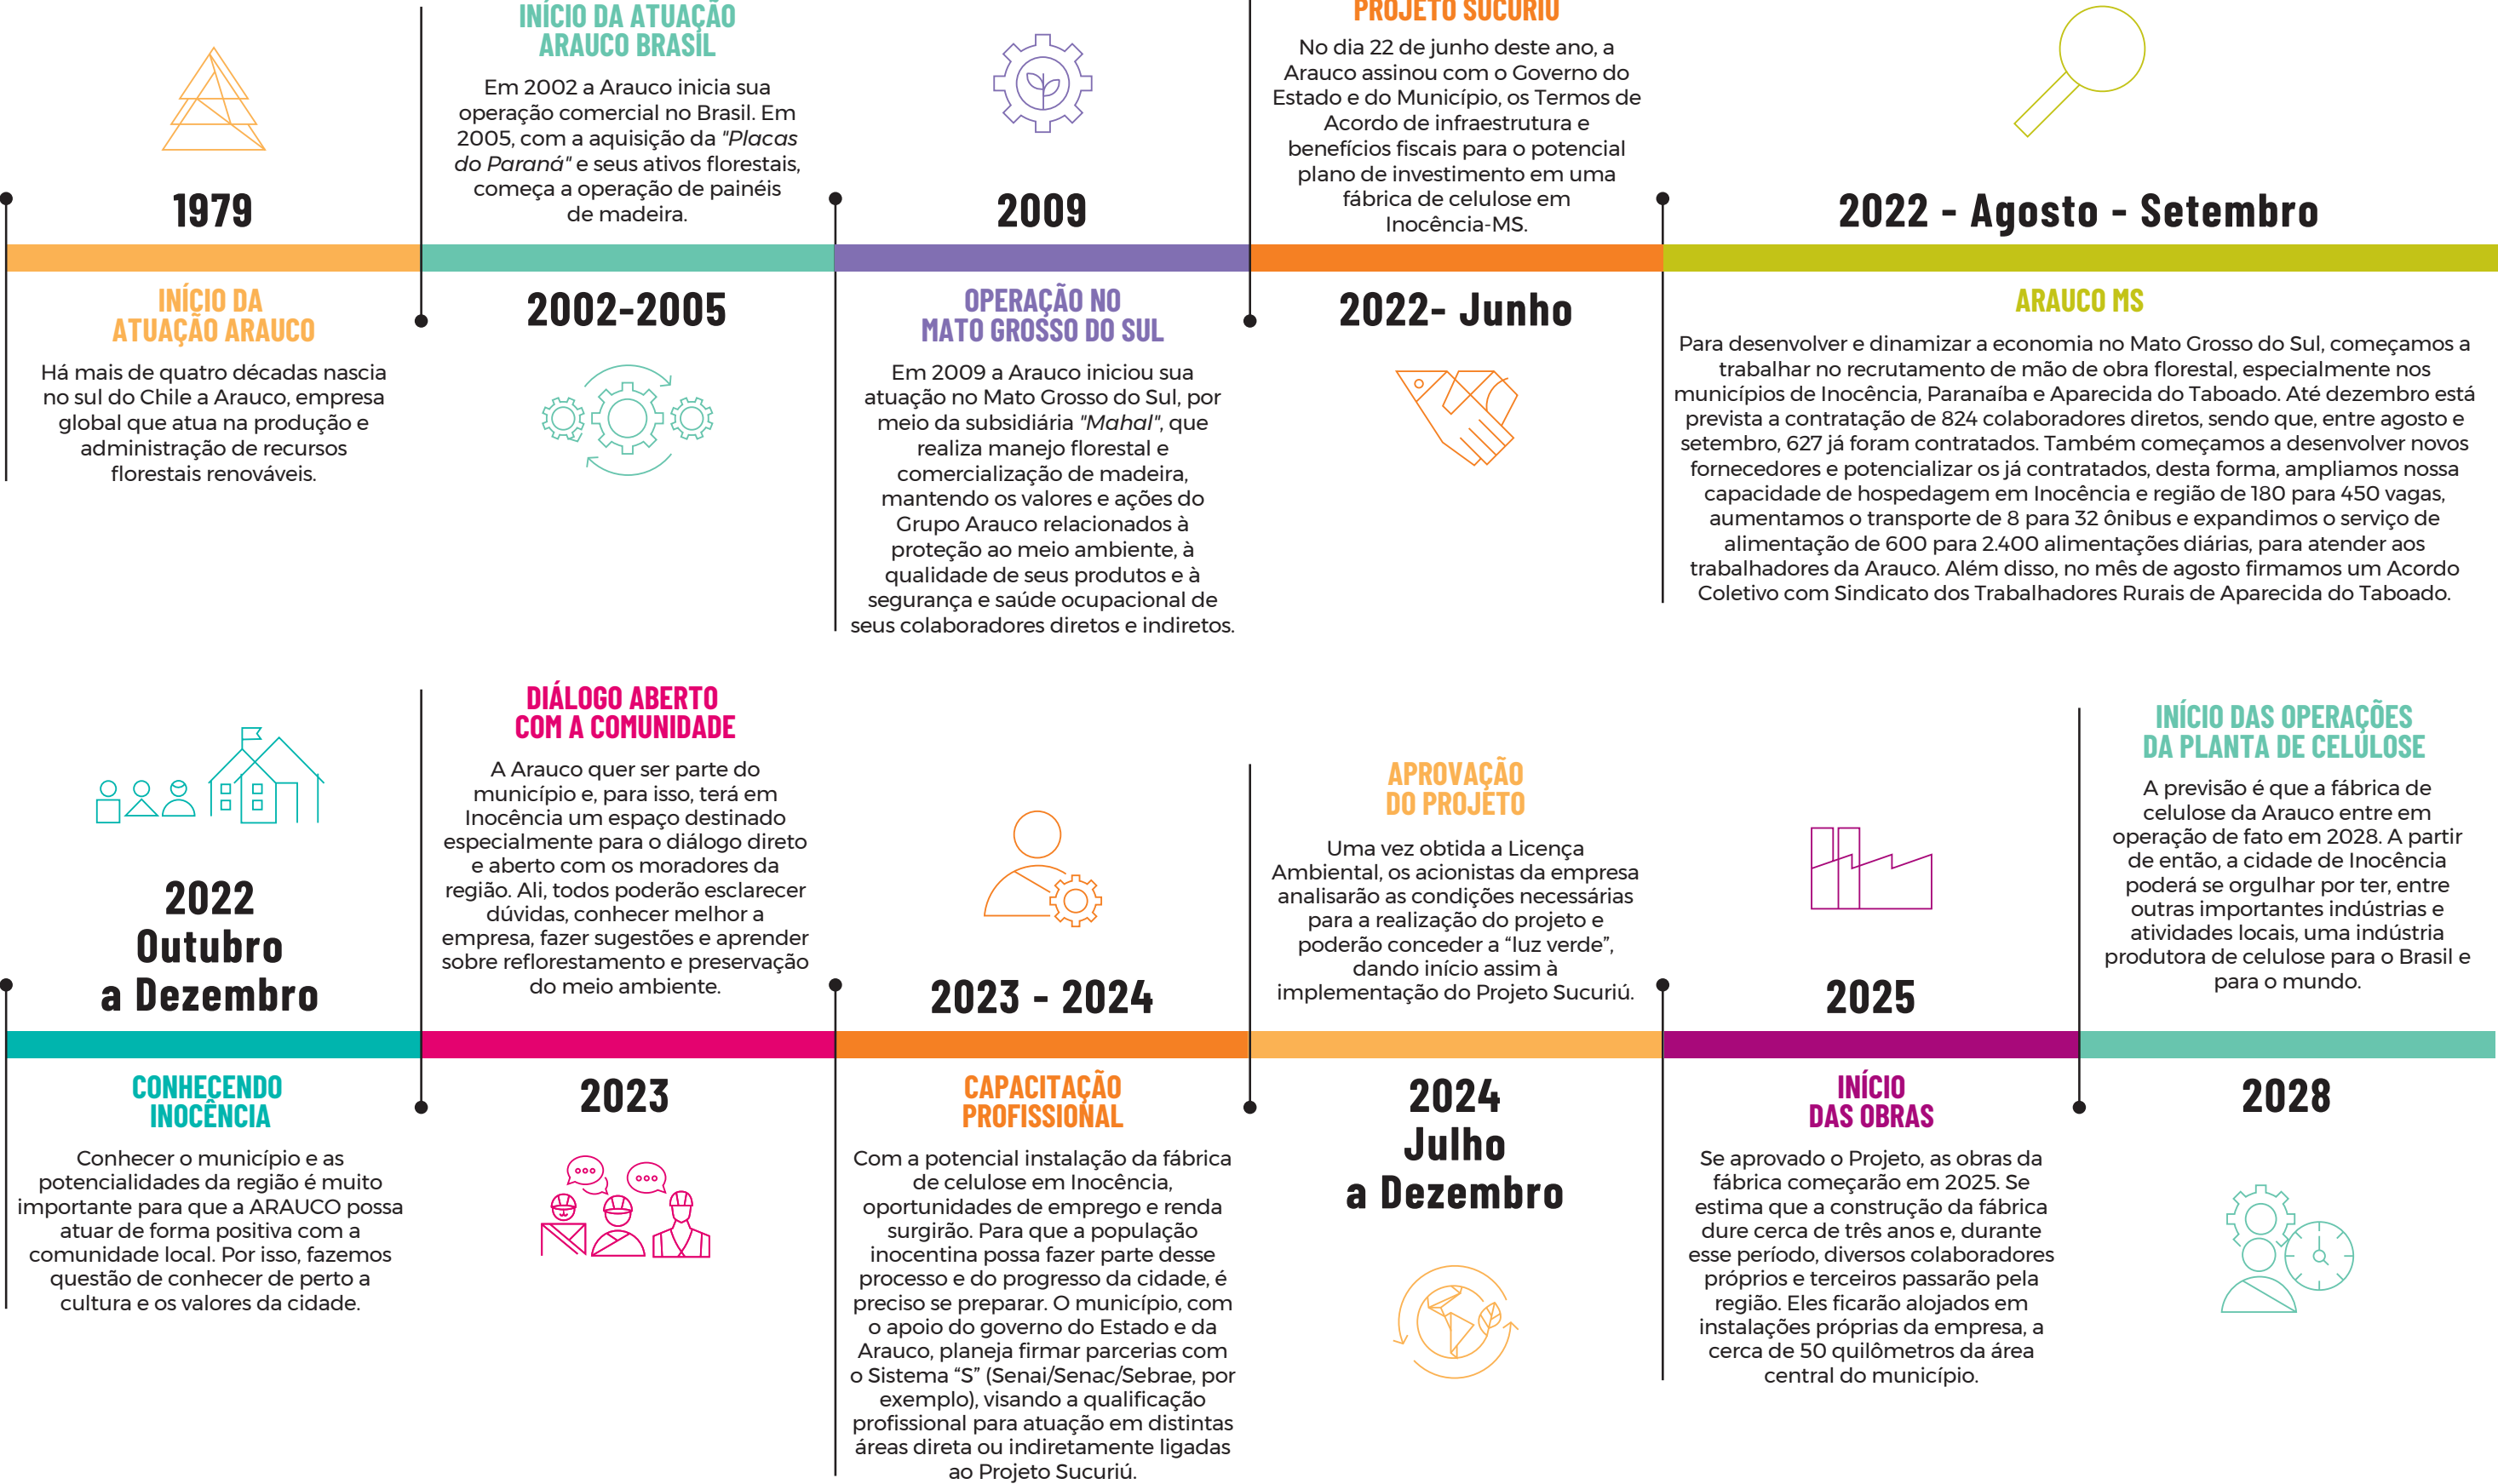 1979
INÍCIO DA
ATUAÇÃO ARAUCO
Há mais de quatro décadas nascia
no sul do Chile a Arauco, empresa
global que atua na produção e
administração de recursos
florestais renováveis.
INÍCIO DA ATUAÇÃO
ARAUCO BRASIL
Em 2002 a Arauco inicia sua
operação comercial no Brasil. Em
2005, com a aquisição da "Placas
do Paraná" e seus ativos florestais,
começa a operação de painéis
de madeira.
2002-2005
2009
OPERAÇÃO NO
MATO GROSSO DO SUL
Em 2009 a Arauco iniciou sua
atuação no Mato Grosso do Sul, por
meio da subsidiária "Mahal", que
realiza manejo florestal e
comercialização de madeira,
mantendo os valores e ações do
Grupo Arauco relacionados à
proteção ao meio ambiente, à
qualidade de seus produtos e à
segurança e saúde ocupacional de
seus colaboradores diretos e indiretos.
PROJETO SUCURIÚ
No dia 22 de junho deste ano, a
Arauco assinou com o Governo do
Estado e do Município, os Termos de
Acordo de infraestrutura e
benefícios fiscais para o potencial
plano de investimento em uma
fábrica de celulose em
Inocência-MS.
2022- Junho
2022 - Agosto - Setembro
ARAUCO MS
Para desenvolver e dinamizar a economia no Mato Grosso do Sul, começamos a
trabalhar no recrutamento de mão de obra florestal, especialmente nos
municípios de Inocência, Paranaíba e Aparecida do Taboado. Até dezembro está
prevista a contratação de 824 colaboradores diretos, sendo que, entre agosto e
setembro, 627 já foram contratados. Também começamos a desenvolver novos
fornecedores e potencializar os já contratados, desta forma, ampliamos nossa
capacidade de hospedagem em Inocência e região de 180 para 450 vagas,
aumentamos o transporte de 8 para 32 ônibus e expandimos o serviço de
alimentação de 600 para 2.400 alimentações diárias, para atender aos
trabalhadores da Arauco. Além disso, no mês de agosto firmamos um Acordo
Coletivo com Sindicato dos Trabalhadores Rurais de Aparecida do Taboado.
2022
Outubro
a Dezembro
CONHECENDO
INOCÊNCIA
Conhecer o município e as
potencialidades da região é muito
importante para que a ARAUCO possa
atuar de forma positiva com a
comunidade local. Por isso, fazemos
questão de conhecer de perto a
cultura e os valores da cidade.
DIÁLOGO ABERTO
COM A COMUNIDADE
A Arauco quer ser parte do
município e, para isso, terá em
Inocência um espaço destinado
especialmente para o diálogo direto
e aberto com os moradores da
região. Ali, todos poderão esclarecer
dúvidas, conhecer melhor a
empresa, fazer sugestões e aprender
sobre reflorestamento e preservação
do meio ambiente.
2023
2023 - 2024
CAPACITAÇÃO
PROFISSIONAL
Com a potencial instalação da fábrica
de celulose em Inocência,
oportunidades de emprego e renda
surgirão. Para que a população
inocentina possa fazer parte desse
processo e do progresso da cidade, é
preciso se preparar. O município, com
o apoio do governo do Estado e da
Arauco, planeja firmar parcerias com
o Sistema “S” (Senai/Senac/Sebrae, por
exemplo), visando a qualificação
profissional para atuação em distintas
áreas direta ou indiretamente ligadas
ao Projeto Sucuriú.
APROVAÇÃO
DO PROJETO
Uma vez obtida a Licença
Ambiental, os acionistas da empresa
analisarão as condições necessárias
para a realização do projeto e
poderão conceder a “luz verde”,
dando início assim à
implementação do Projeto Sucuriú.
2024
Julho
a Dezembro
2025
INÍCIO
DAS OBRAS
Se aprovado o Projeto, as obras da
fábrica começarão em 2025. Se
estima que a construção da fábrica
dure cerca de três anos e, durante
esse período, diversos colaboradores
próprios e terceiros passarão pela
região. Eles ficarão alojados em
instalações próprias da empresa, a
cerca de 50 quilômetros da área
central do município.
INÍCIO DAS OPERAÇÕES
DA PLANTA DE CELULOSE
A previsão é que a fábrica de
celulose da Arauco entre em
operação de fato em 2028. A partir
de então, a cidade de Inocência
poderá se orgulhar por ter, entre
outras importantes indústrias e
atividades locais, uma indústria
produtora de celulose para o Brasil e
para o mundo.
2028